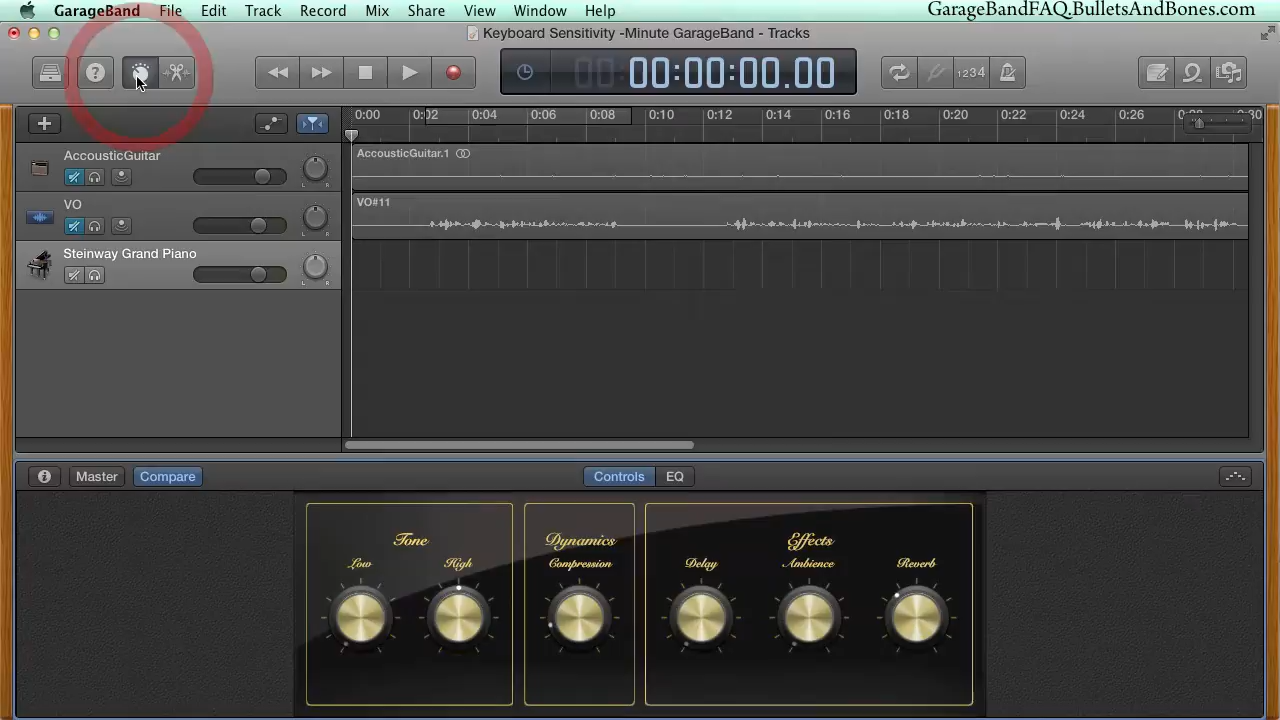 GarageBand File Edit Track Record Mix Share View Window Help
GarageBandFAQ.BulletsAndBones.com
Keyboard Sensitivity -Minute GarageBand - Tracks
00:00:00.00
1234
0:00 0:02 0:04 0:06 0:08 0:10 0:12 0:14 0:16 0:18 0:20 0:22 0:24 0:26 0:30
AccousticGuitar
AccousticGuitar.1
L R
VO
VO#11
L R
Steinway Grand Piano
L R
Master Compare Controls EQ
Tone Dynamics Effects
Low High Compression Delay Ambience Reverb